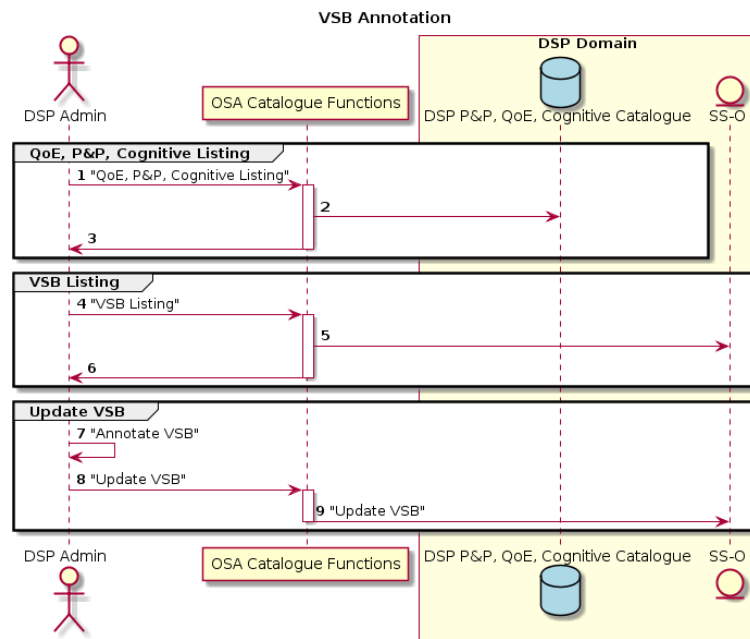 VSB Annotation
DSP Domain
DSP Admin
OSA Catalogue Functions
DSP P&P, QoE, Cognitive Catalogue
SS-O
QoE, P&P, Cognitive Listing
1 "QoE, P&P, Cognitive Listing"
2
3
VSB Listing
4 "VSB Listing"
5
6
Update VSB
7 "Annotate VSB"
8 "Update VSB"
9 "Update VSB"
DSP Admin
OSA Catalogue Functions
DSP P&P, QoE, Cognitive Catalogue
SS-O